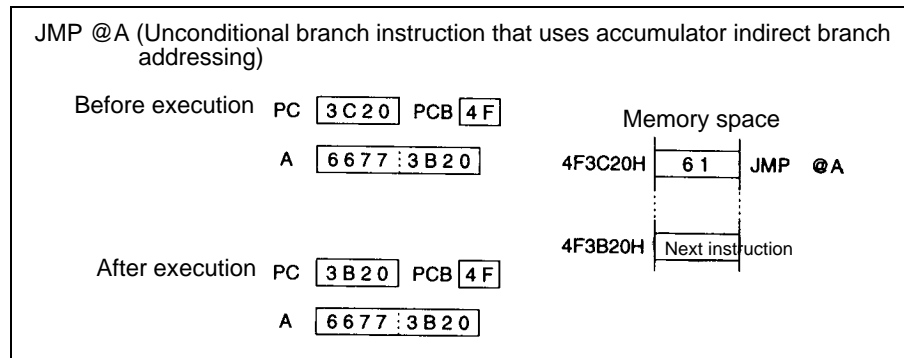 JMP @A (Unconditional branch instruction that uses accumulator indirect branch
addressing)
Before execution PC 3C20 PCB 4F
Memory space
A 6677 3B20
4F3C20H 61 JMP @A
4F3B20H Next instruction
After execution PC 3B20 PCB 4F
A 6677 3B20